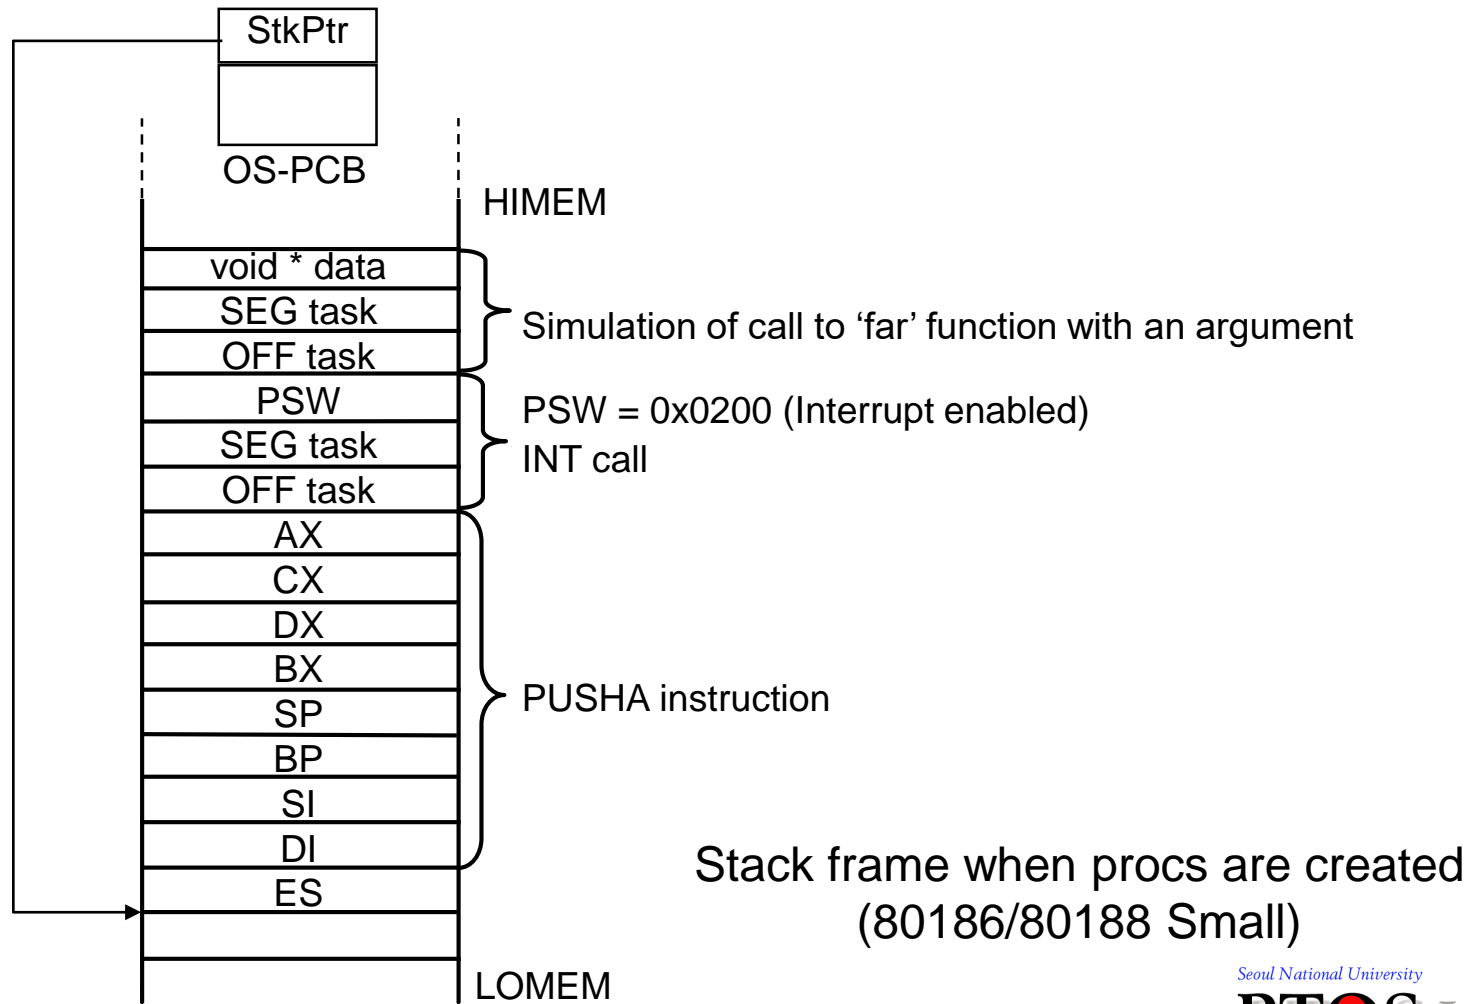 StkPtr
OS-PCB
HIMEM
void * data
SEG task
OFF task
Simulation of call to ‘far’ function with an argument
PSW
SEG task
OFF task
PSW = 0x0200 (Interrupt enabled)
INT call
AX
CX
DX
BX
SP
BP
SI
DI
PUSHA instruction
ES
LOMEM
Stack frame when procs are created
(80186/80188 Small)
Seoul National University